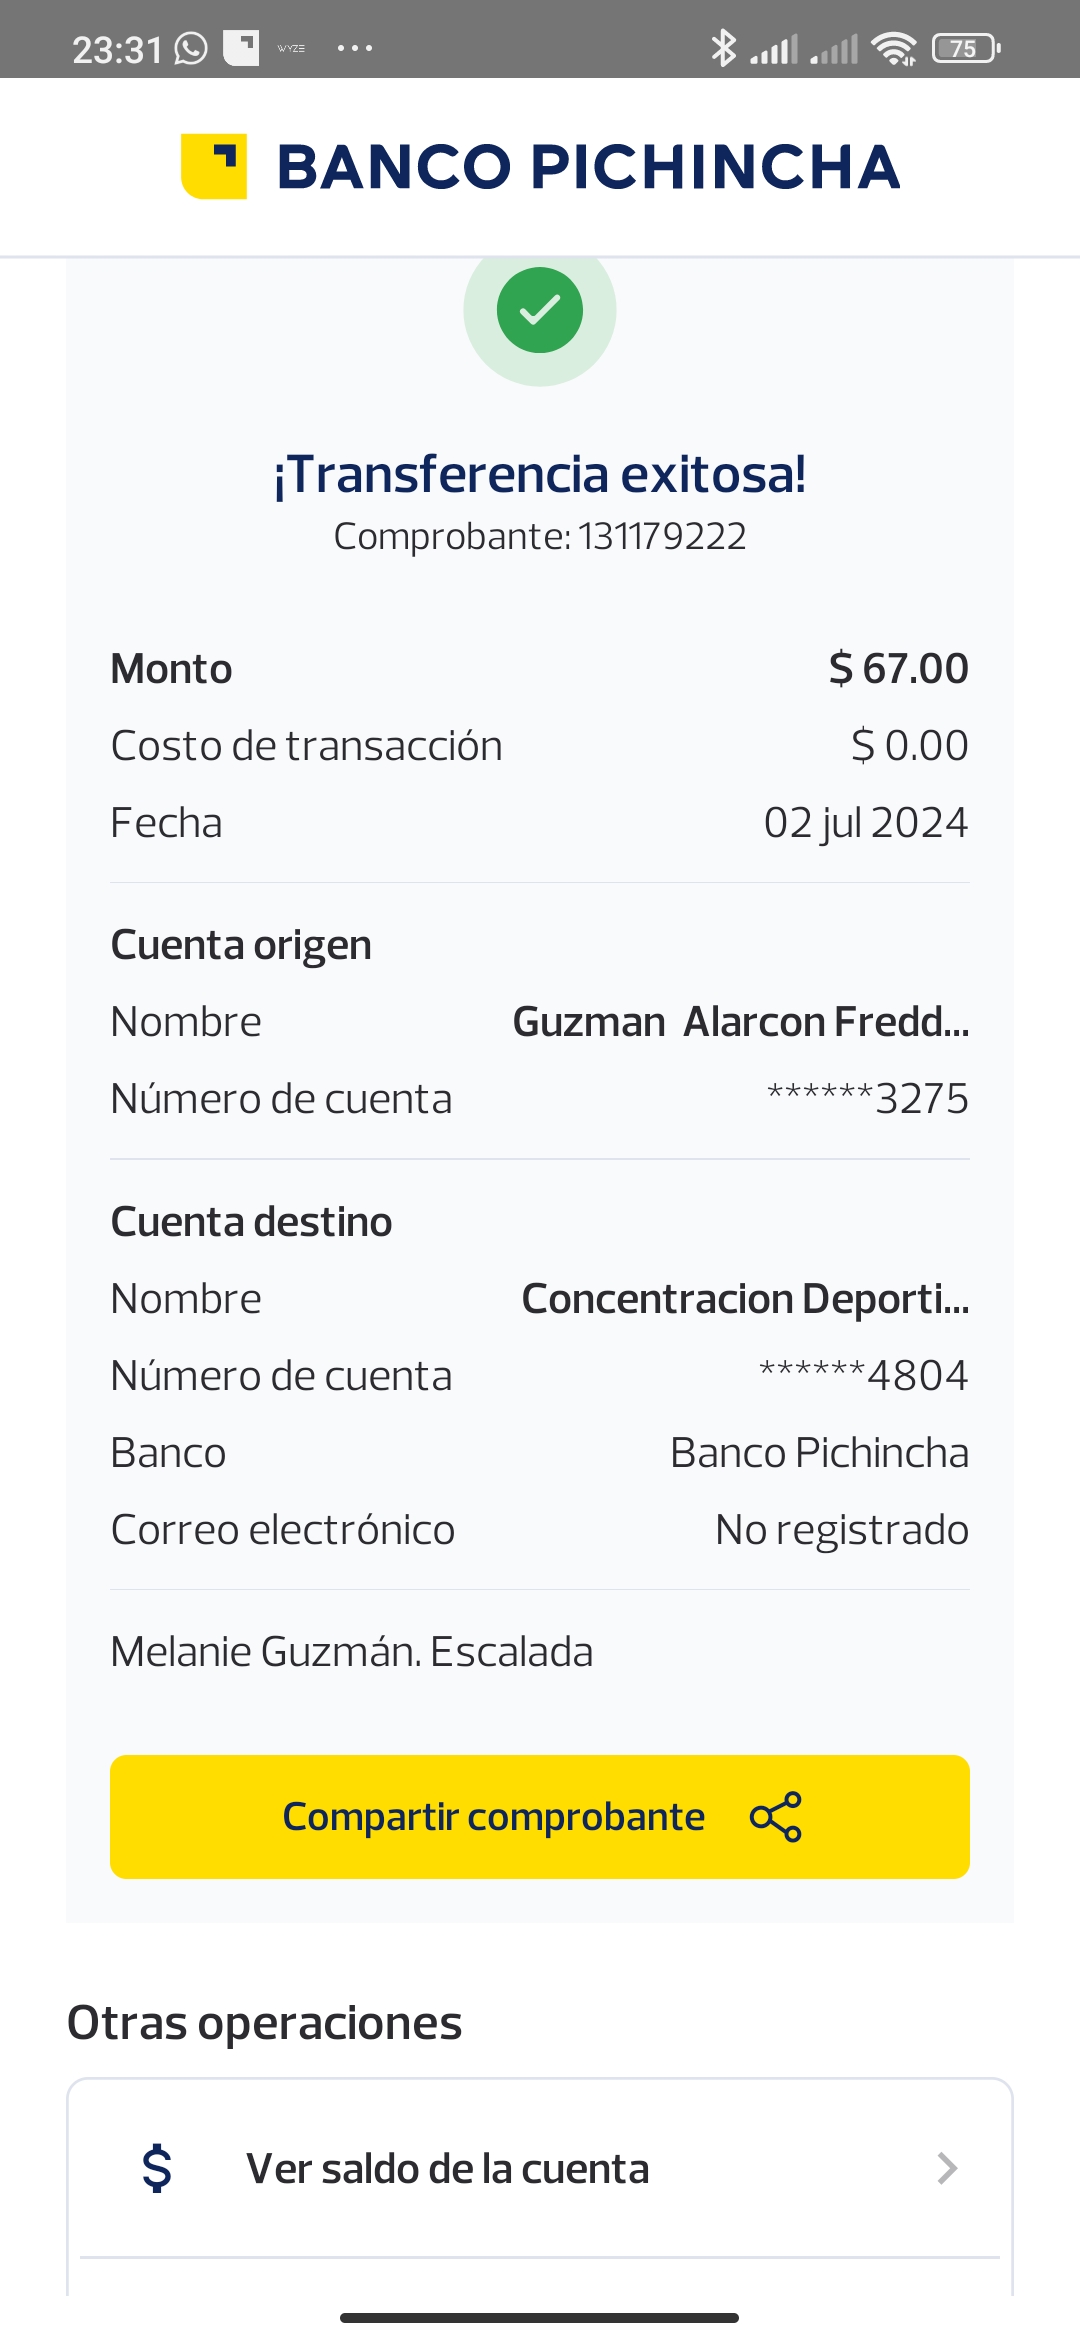 23:31 WYZE 75
BANCO PICHINCHA
¡Transferencia exitosa!
Comprobante: 131179222
Monto $ 67.00
Costo de transacción $ 0.00
Fecha 02 jul 2024
Cuenta origen
Nombre Guzman Alarcon Fredd...
Número de cuenta ******3275
Cuenta destino
Nombre Concentracion Deporti...
Número de cuenta ******4804
Banco Banco Pichincha
Correo electrónico No registrado
Melanie Guzmán. Escalada
Compartir comprobante
Otras operaciones
$ Ver saldo de la cuenta